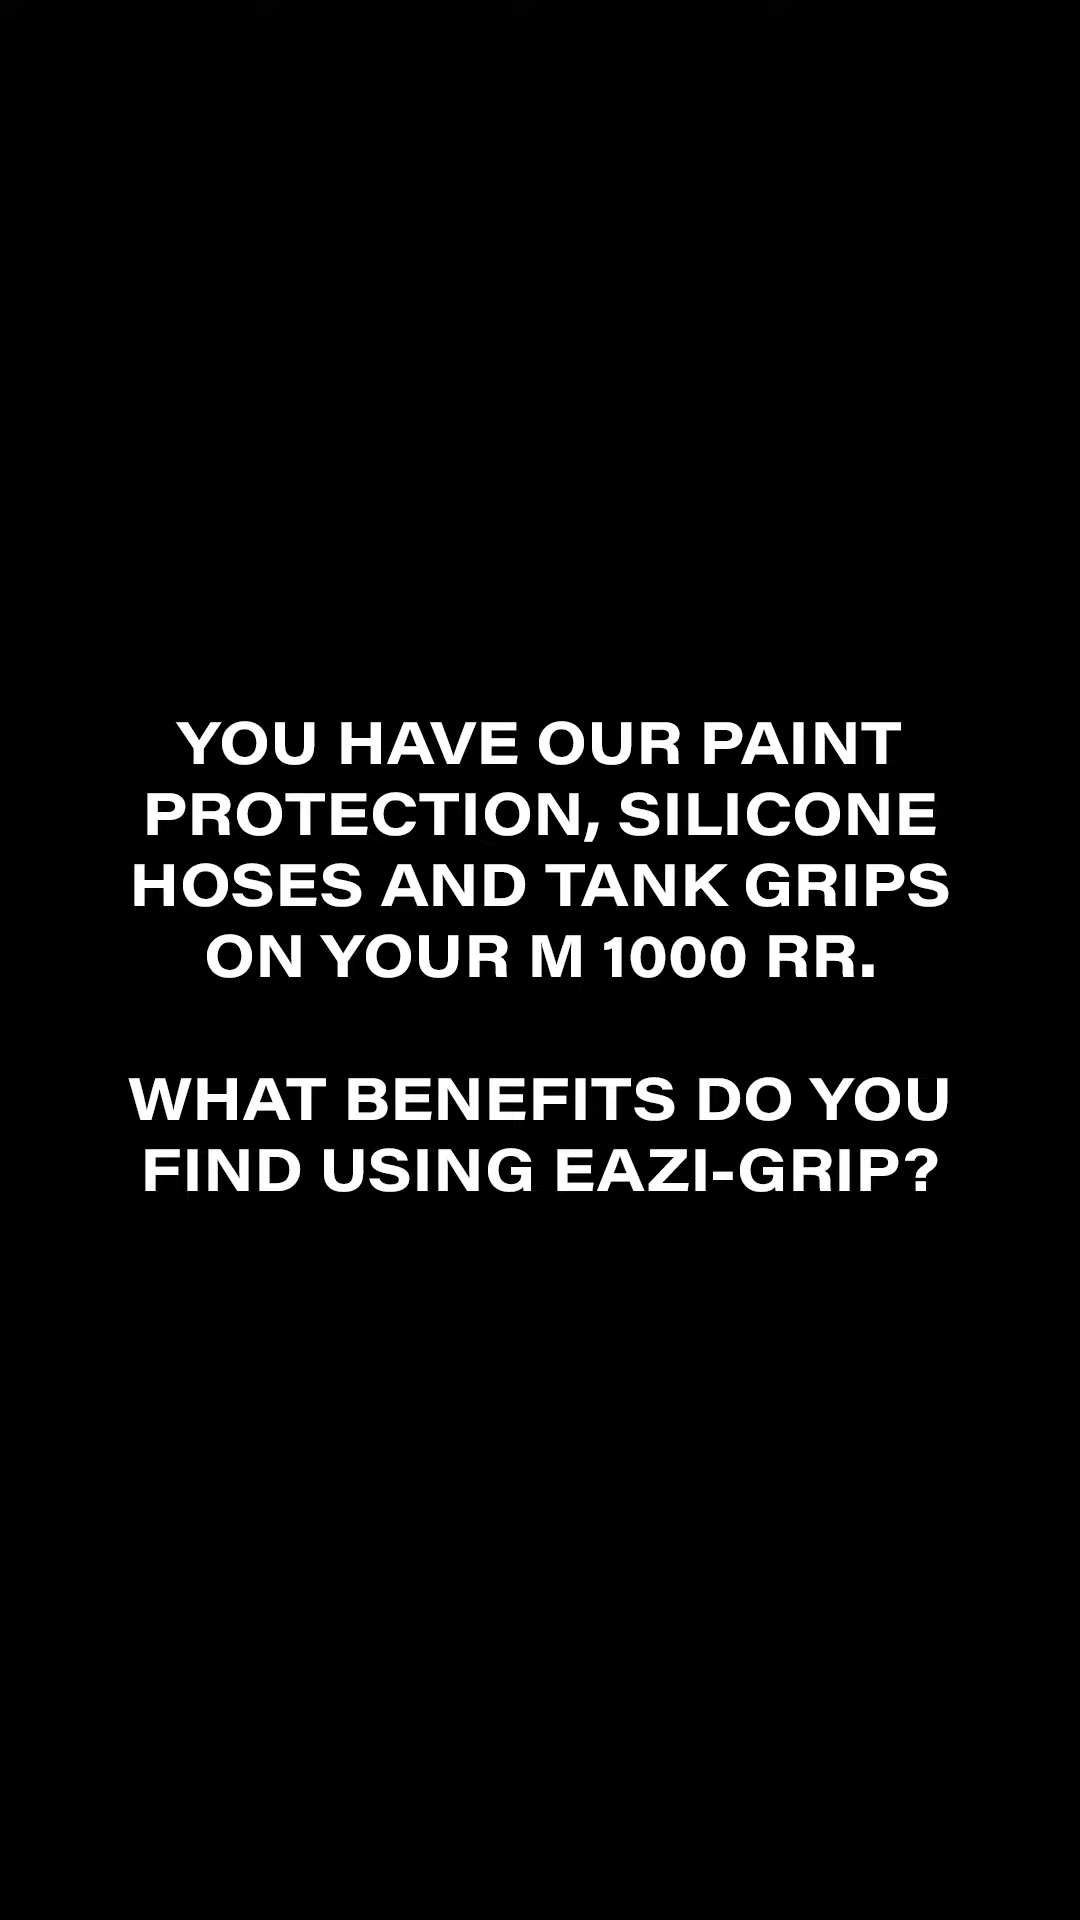 YOU HAVE OUR PAINT
PROTECTION, SILICONE
HOSES AND TANK GRIPS
ON YOUR M 1000 RR.
WHAT BENEFITS DO YOU
FIND USING EAZI-GRIP?